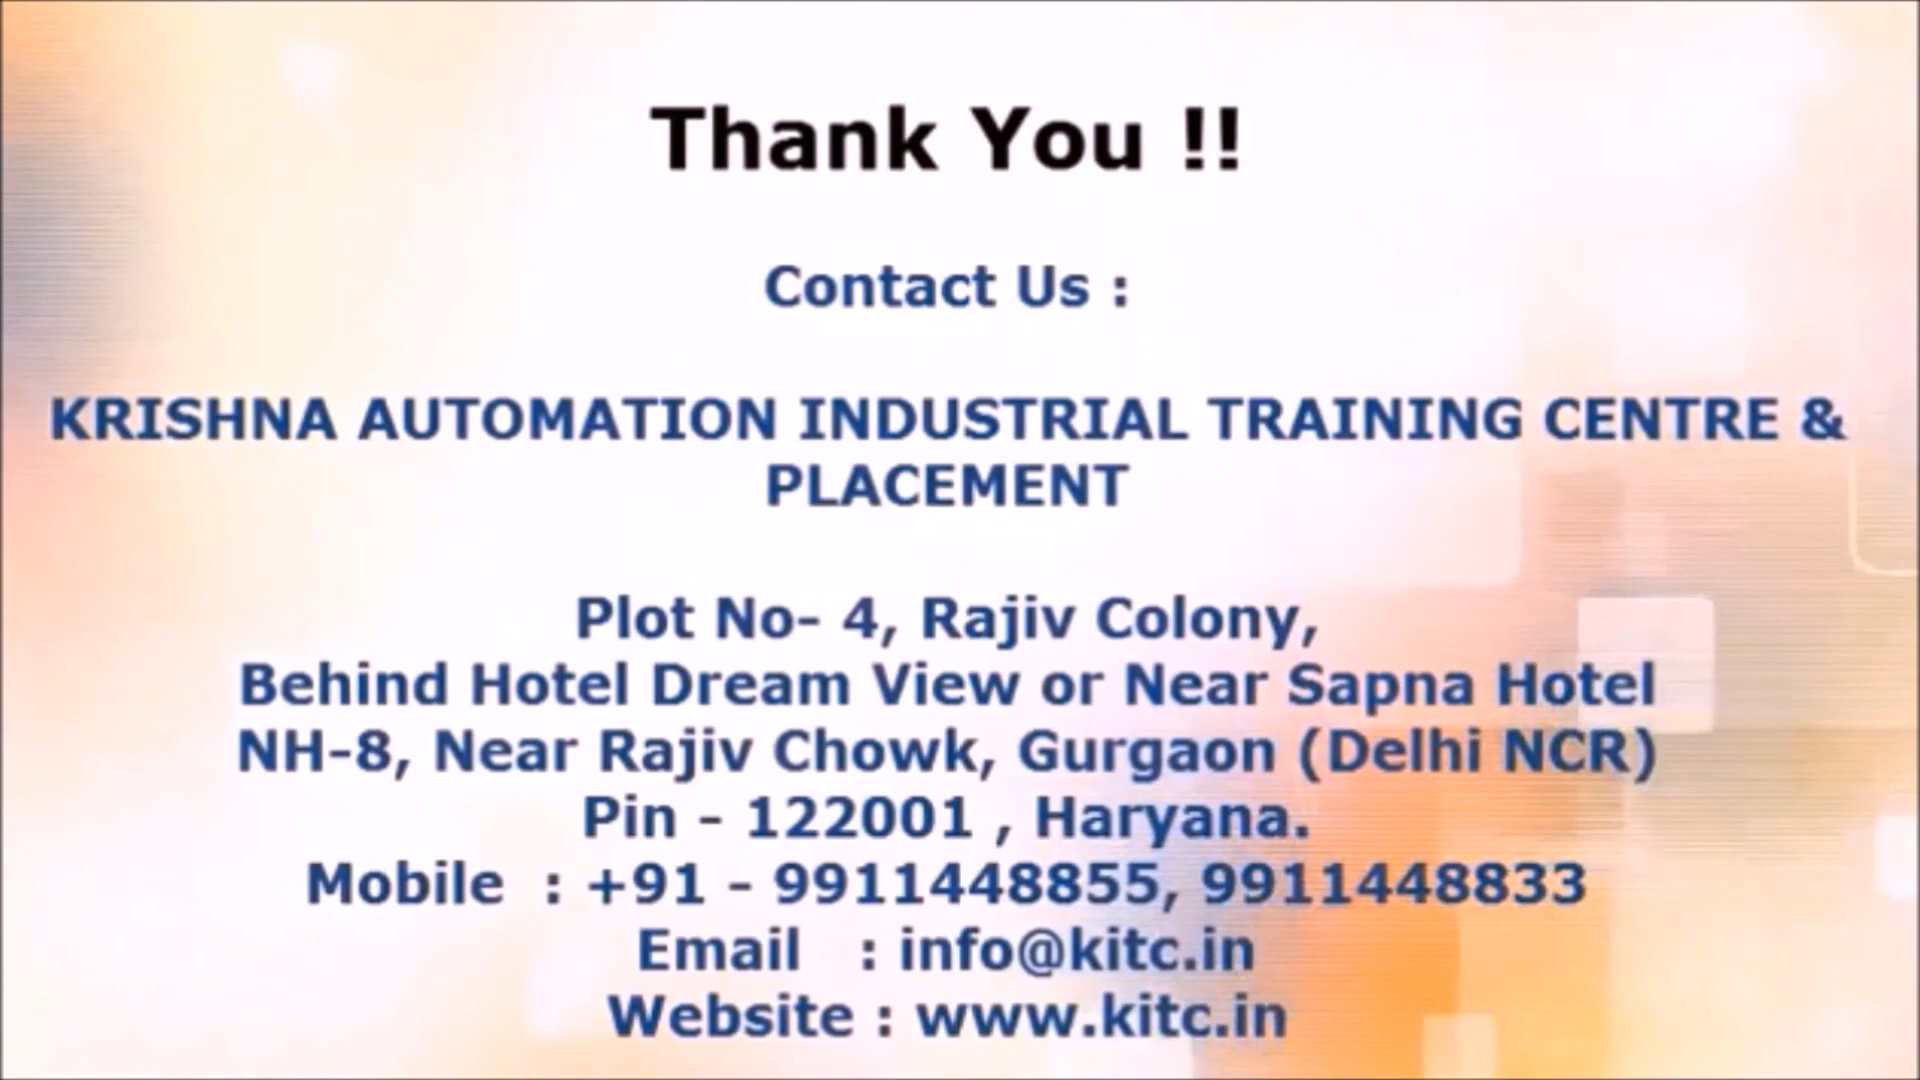 Thank You !!
Contact Us :
KRISHNA AUTOMATION INDUSTRIAL TRAINING CENTRE &
PLACEMENT
Plot No- 4, Rajiv Colony,
Behind Hotel Dream View or Near Sapna Hotel
NH-8, Near Rajiv Chowk, Gurgaon (Delhi NCR)
Pin - 122001 , Haryana.
Mobile : +91 - 9911448855, 9911448833
Email : info@kitc.in
Website : www.kitc.in